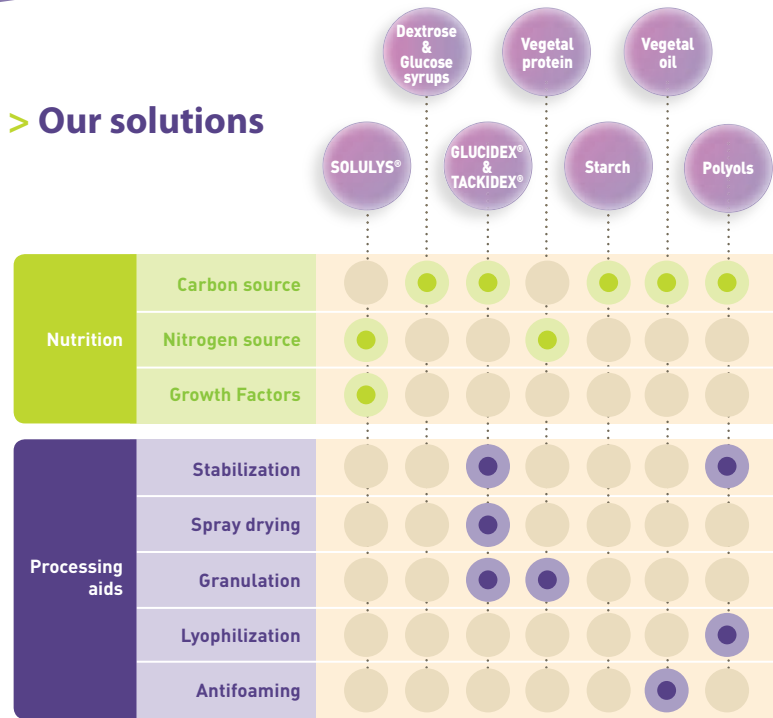 Dextrose
&
Glucose
syrups
Vegetal
protein
Vegetal
oil
> Our solutions
SOLULYS®
GLUCIDEX®
&
TACKIDEX®
Starch
Polyols
Nutrition
Carbon source
Nitrogen source
Growth Factors
Processing
aids
Stabilization
Spray drying
Granulation
Lyophilization
Antifoaming